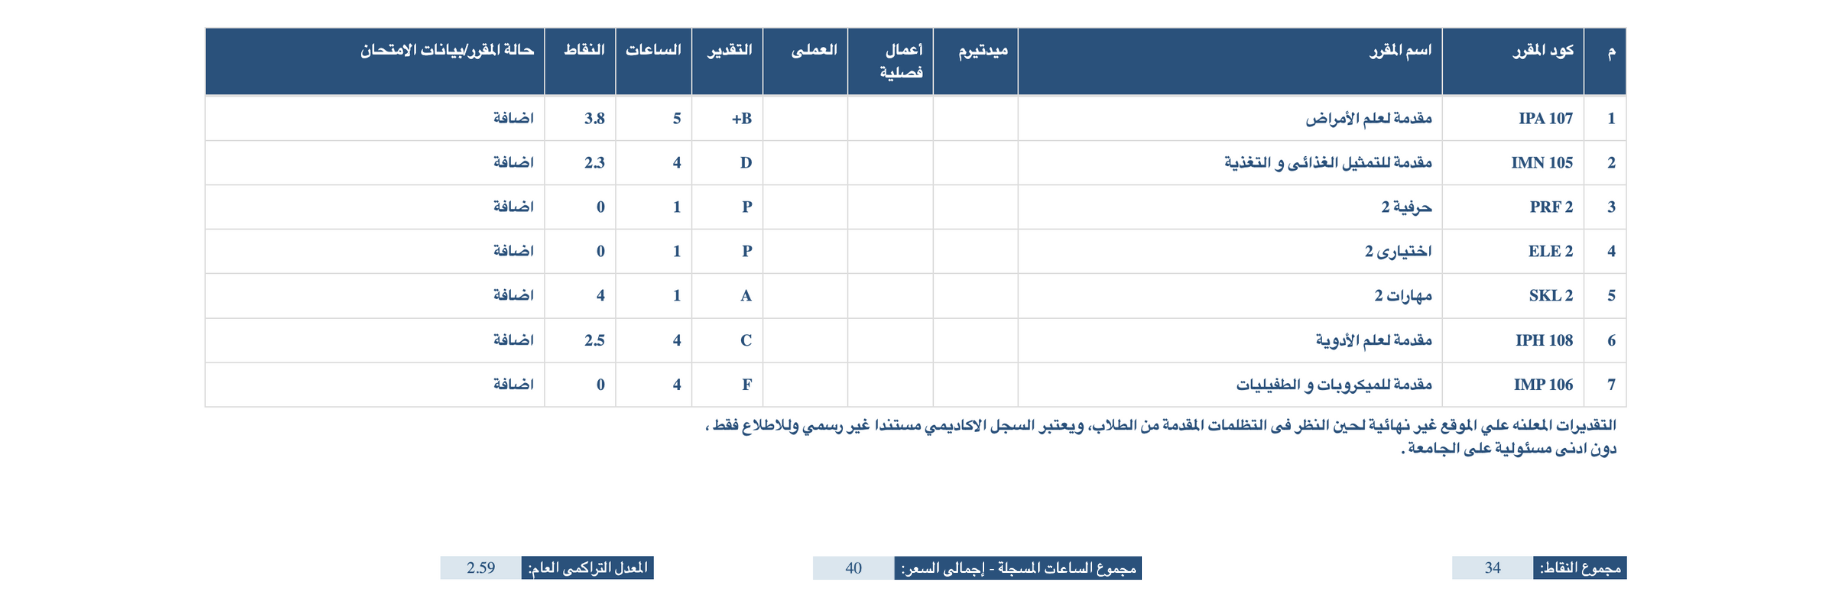 م كود المقرر اسم المقرر ميدتيرم أعمال فصلية العملى التقدير الساعات النقاط حالة المقرر/بيانات الامتحان
1 IPA 107 مقدمة لعلم الأمراض B+ 5 3.8 اضافة
2 IMN 105 مقدمة للتمثيل الغذائى و التغذية D 4 2.3 اضافة
3 PRF 2 حرفية 2 P 1 0 اضافة
4 ELE 2 اختيارى 2 P 1 0 اضافة
5 SKL 2 مهارات 2 A 1 4 اضافة
6 IPH 108 مقدمة لعلم الأدوية C 4 2.5 اضافة
7 IMP 106 مقدمة للميكروبات و الطفيليات F 4 0 اضافة
التقديرات المعلنه علي الموقع غير نهائية لحين النظر فى التظلمات المقدمة من الطلاب، ويعتبر السجل الاكاديمي مستندا غير رسمي وللاطلاع فقط ،
دون ادنى مسئولية على الجامعة .
مجموع النقاط: 34 مجموع الساعات المسجلة - إجمالى السعر: 40 المعدل التراكمى العام: 2.59